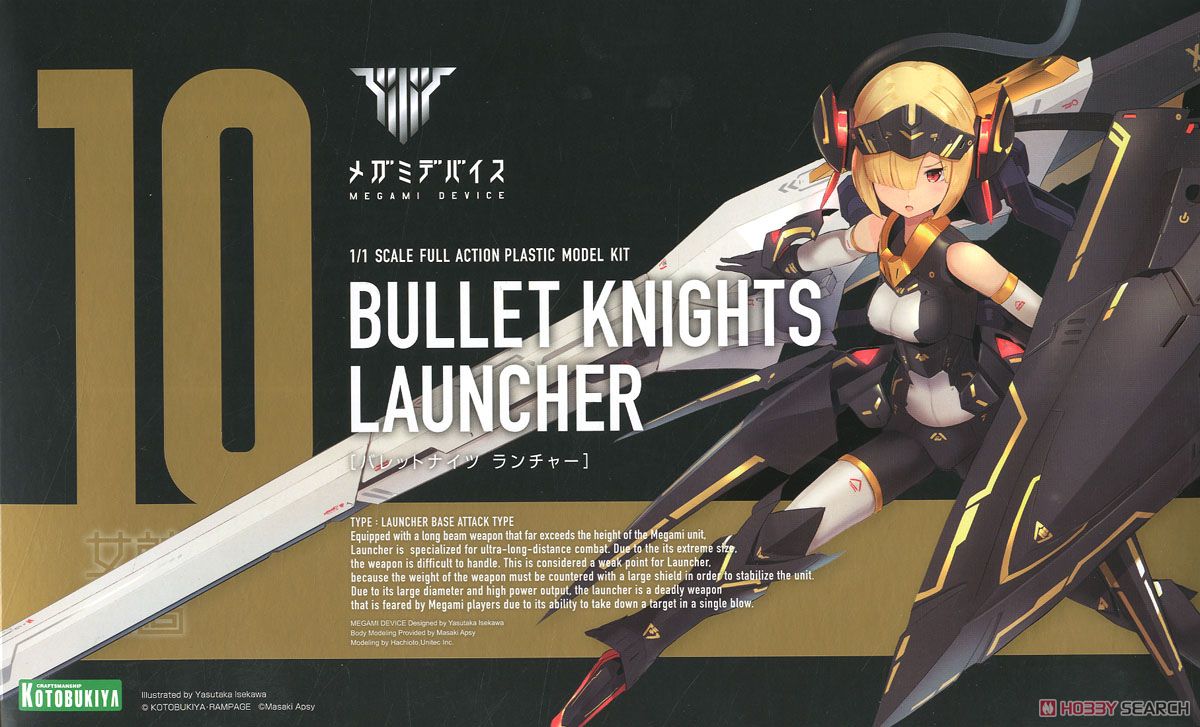 10
メガミデバイス
MEGAMI DEVICE
1/1 SCALE FULL ACTION PLASTIC MODEL KIT
BULLET KNIGHTS
LAUNCHER
[バレットナイツ ランチャー]
TYPE : LAUNCHER BASE ATTACK TYPE
Equipped with a long beam weapon that far exceeds the height of the Megami unit,
Launcher is specialized for ultra-long-distance combat. Due to the its extreme size,
the weapon is difficult to handle. This is considered a weak point for Launcher,
because the weight of the weapon must be countered with a large shield in order to stabilize the unit.
Due to its large diameter and high power output, the launcher is a deadly weapon
that is feared by Megami players due to its ability to take down a target in a single blow.
MEGAMI DEVICE Designed by Yasutaka Isekawa
Body Modeling Provided by Masaki Apsy
Modeling by Hachioto,Unitec Inc.
CRAFTSMANSHIP
KOTOBUKIYA
Illustrated by Yasutaka Isekawa
© KOTOBUKIYA・RAMPAGE ©Masaki Apsy
HOBBY SEARCH